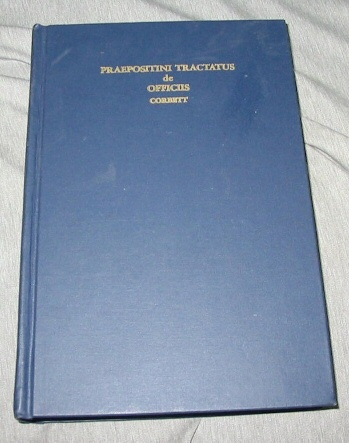 PRAEPOSITINI TRACTATUS
de
OFFICIIS
CORBETT